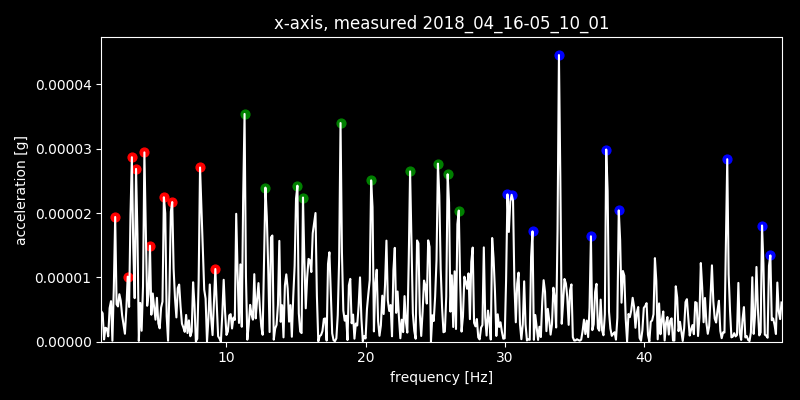 x-axis, measured 2018_04_16-05_10_01
acceleration [g]
0.00004
0.00003
0.00002
0.00001
0.00000
10 20 30 40
frequency [Hz]